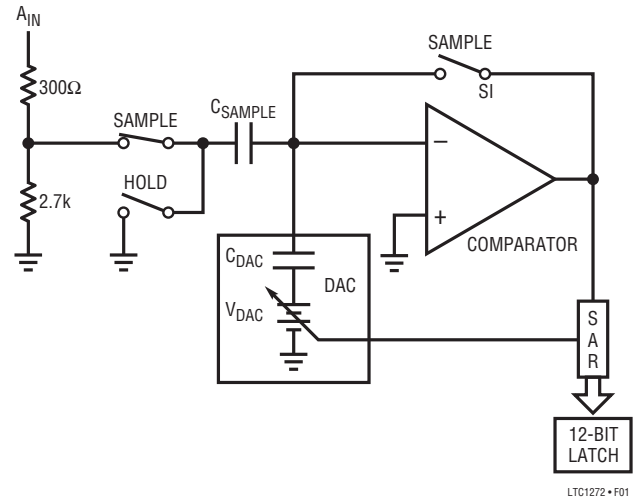 A_IN
300Ω
SAMPLE
C_SAMPLE
SAMPLE
SI
HOLD
2.7k
−
+
COMPARATOR
C_DAC
DAC
V_DAC
S
A
R
12-BIT
LATCH
LTC1272 • F01